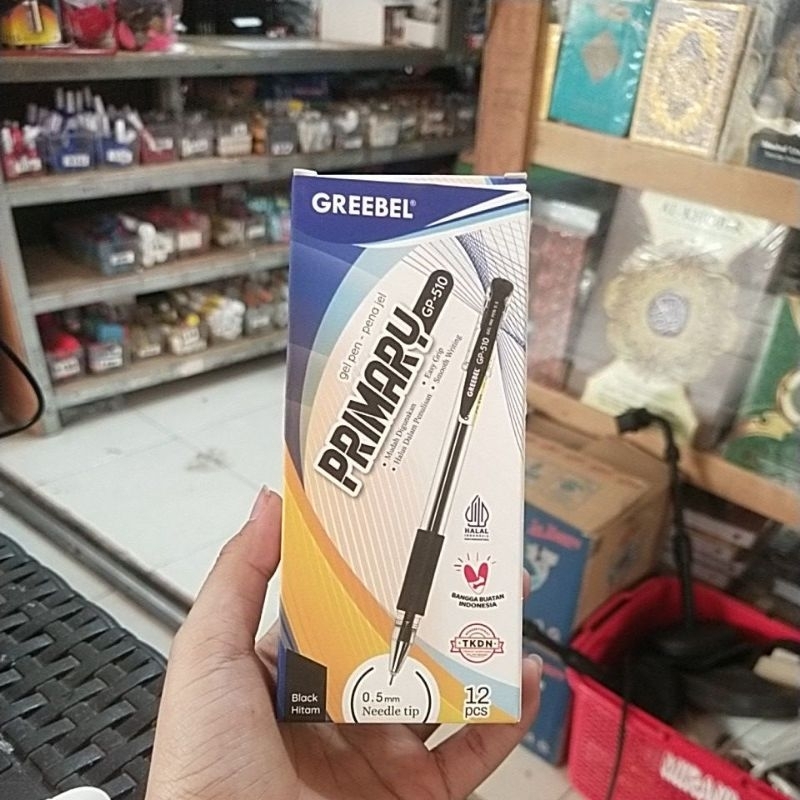 GREEBEL®
gel pen - pena jel
PRIMARY
GP-510
• Mudah Digunakan
• Halus Dalam Penulisan
• Easy Grip
• Smooth Writing
GREEBEL GP-510
HALAL
INDONESIA
BANGGA BUATAN
INDONESIA
TKDN
Black
Hitam
0.5mm
Needle tip
12
pcs